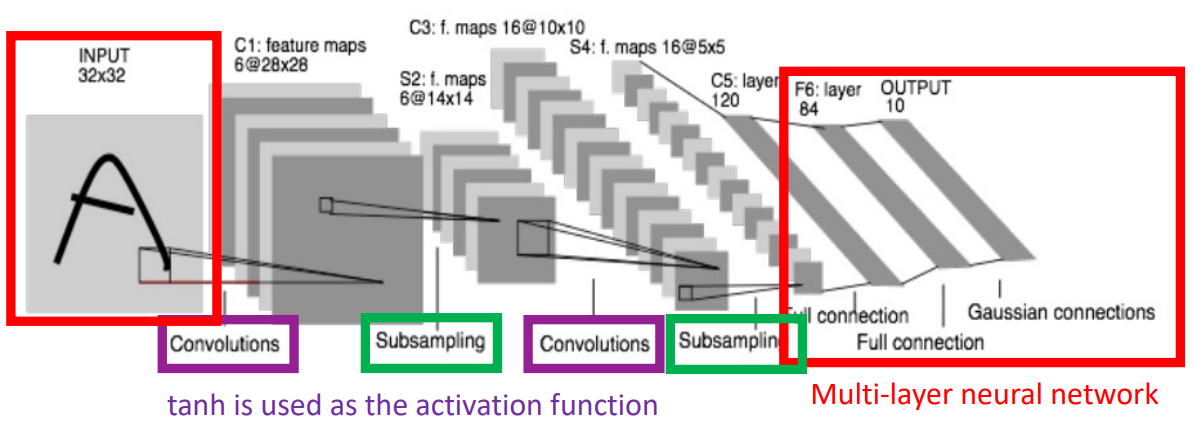 INPUT
32x32
C1: feature maps
6@28x28
C3: f. maps 16@10x10
S2: f. maps
6@14x14
S4: f. maps 16@5x5
C5: layer
120
F6: layer
84
OUTPUT
10
Convolutions
Subsampling
Convolutions
Subsampling
Full connection
Full connection
Gaussian connections
tanh is used as the activation function
Multi-layer neural network